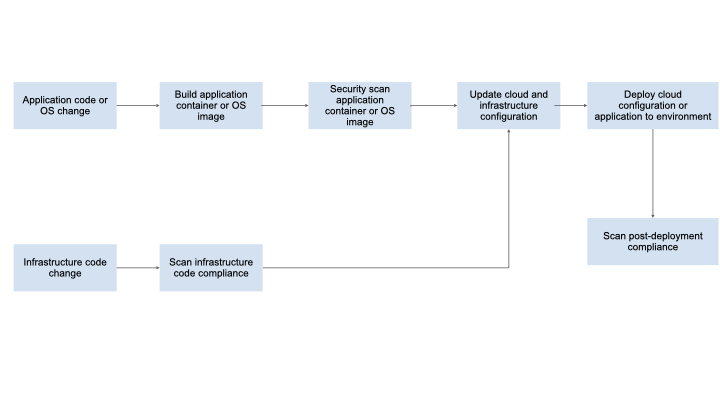 Application code or
OS change
Build application
container or OS
image
Security scan
application
container or OS
image
Update cloud and
infrastructure
configuration
Deploy cloud
configuration or
application to environment
Scan post-deployment
compliance
Infrastructure code
change
Scan infrastructure
code compliance